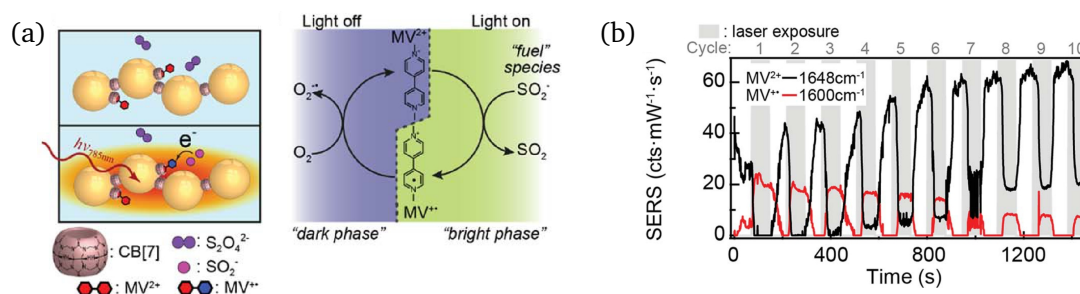 (a)
Light off
Light on
MV²⁺
"fuel"
species
O₂⁻•
SO₂⁻
O₂
SO₂
MV⁺•
"dark phase"
"bright phase"
hν785nm
e⁻
: CB[7]
: S₂O₄²⁻
: SO₂⁻
: MV²⁺
: MV⁺•
N⁺
N⁺
N
(b)
: laser exposure
Cycle: 1 2 3 4 5 6 7 8 9 10
MV²⁺ 1648cm⁻¹
MV⁺• 1600cm⁻¹
SERS (cts·mW⁻¹·s⁻¹)
60
40
20
0
0 400 800 1200
Time (s)